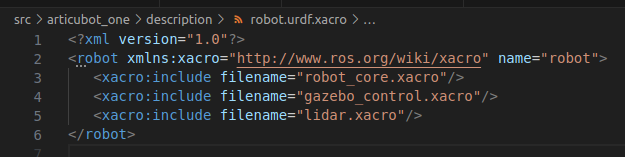 src > articubot_one > description > robot.urdf.xacro > ...
1 <?xml version="1.0"?>
2 <robot xmlns:xacro="http://www.ros.org/wiki/xacro" name="robot">
3 <xacro:include filename="robot_core.xacro"/>
4 <xacro:include filename="gazebo_control.xacro"/>
5 <xacro:include filename="lidar.xacro"/>
6 </robot>
7